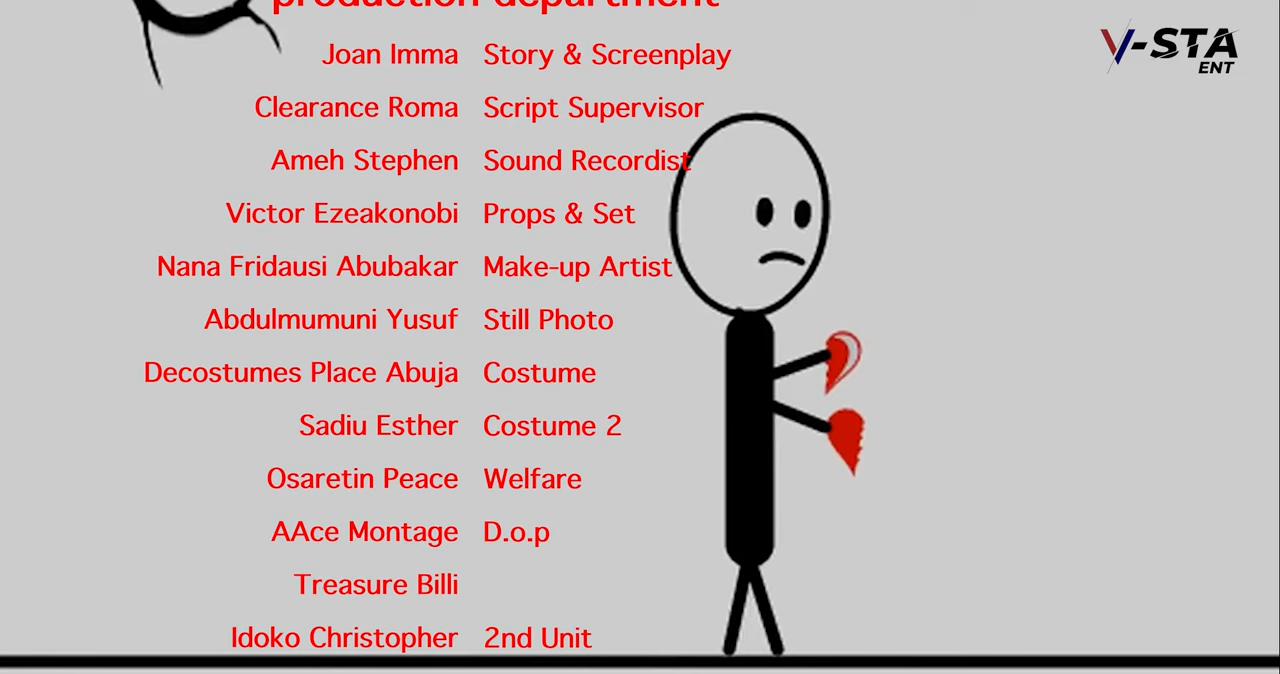 production department
V-STA
ENT
Joan Imma Story & Screenplay
Clearance Roma Script Supervisor
Ameh Stephen Sound Recordist
Victor Ezeakonobi Props & Set
Nana Fridausi Abubakar Make-up Artist
Abdulmumuni Yusuf Still Photo
Decostumes Place Abuja Costume
Sadiu Esther Costume 2
Osaretin Peace Welfare
AAce Montage D.o.p
Treasure Billi
Idoko Christopher 2nd Unit